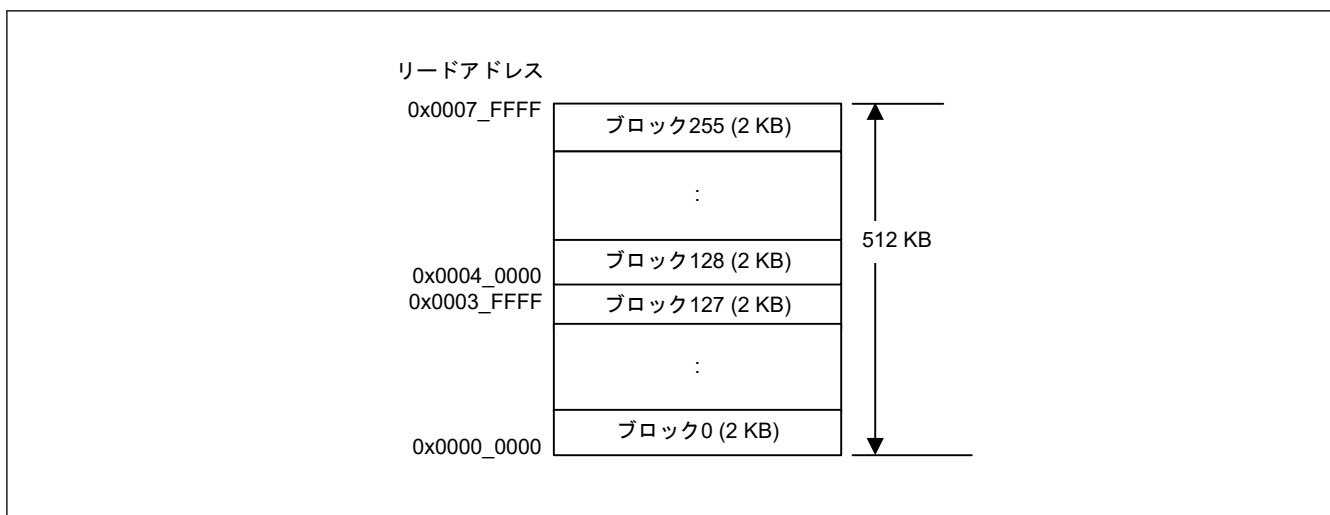 リードアドレス
0x0007_FFFF
ブロック255 (2 KB)
:
512 KB
ブロック128 (2 KB)
0x0004_0000
0x0003_FFFF
ブロック127 (2 KB)
:
ブロック0 (2 KB)
0x0000_0000